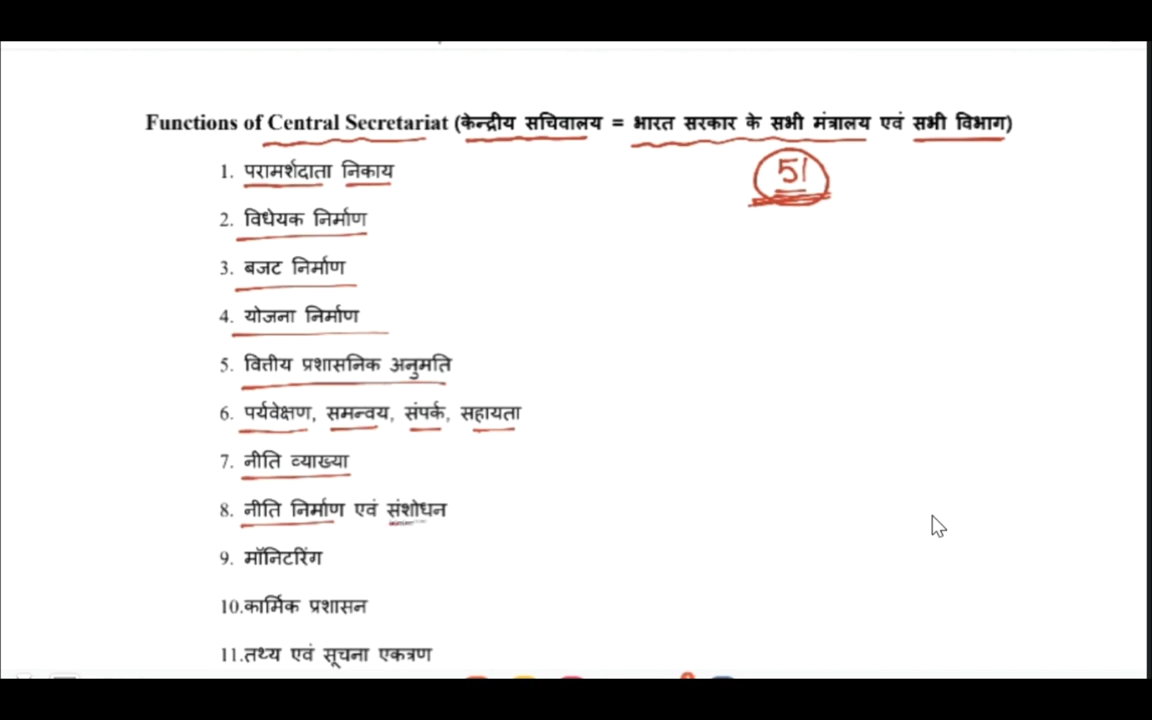 Functions of Central Secretariat (केन्द्रीय सचिवालय = भारत सरकार के सभी मंत्रालय एवं सभी विभाग)
51
1. परामर्शदाता निकाय
2. विधेयक निर्माण
3. बजट निर्माण
4. योजना निर्माण
5. वित्तीय प्रशासनिक अनुमति
6. पर्यवेक्षण, समन्वय, संपर्क, सहायता
7. नीति व्याख्या
8. नीति निर्माण एवं संशोधन
9. मॉनिटरिंग
10.कार्मिक प्रशासन
11.तथ्य एवं सूचना एकत्रण